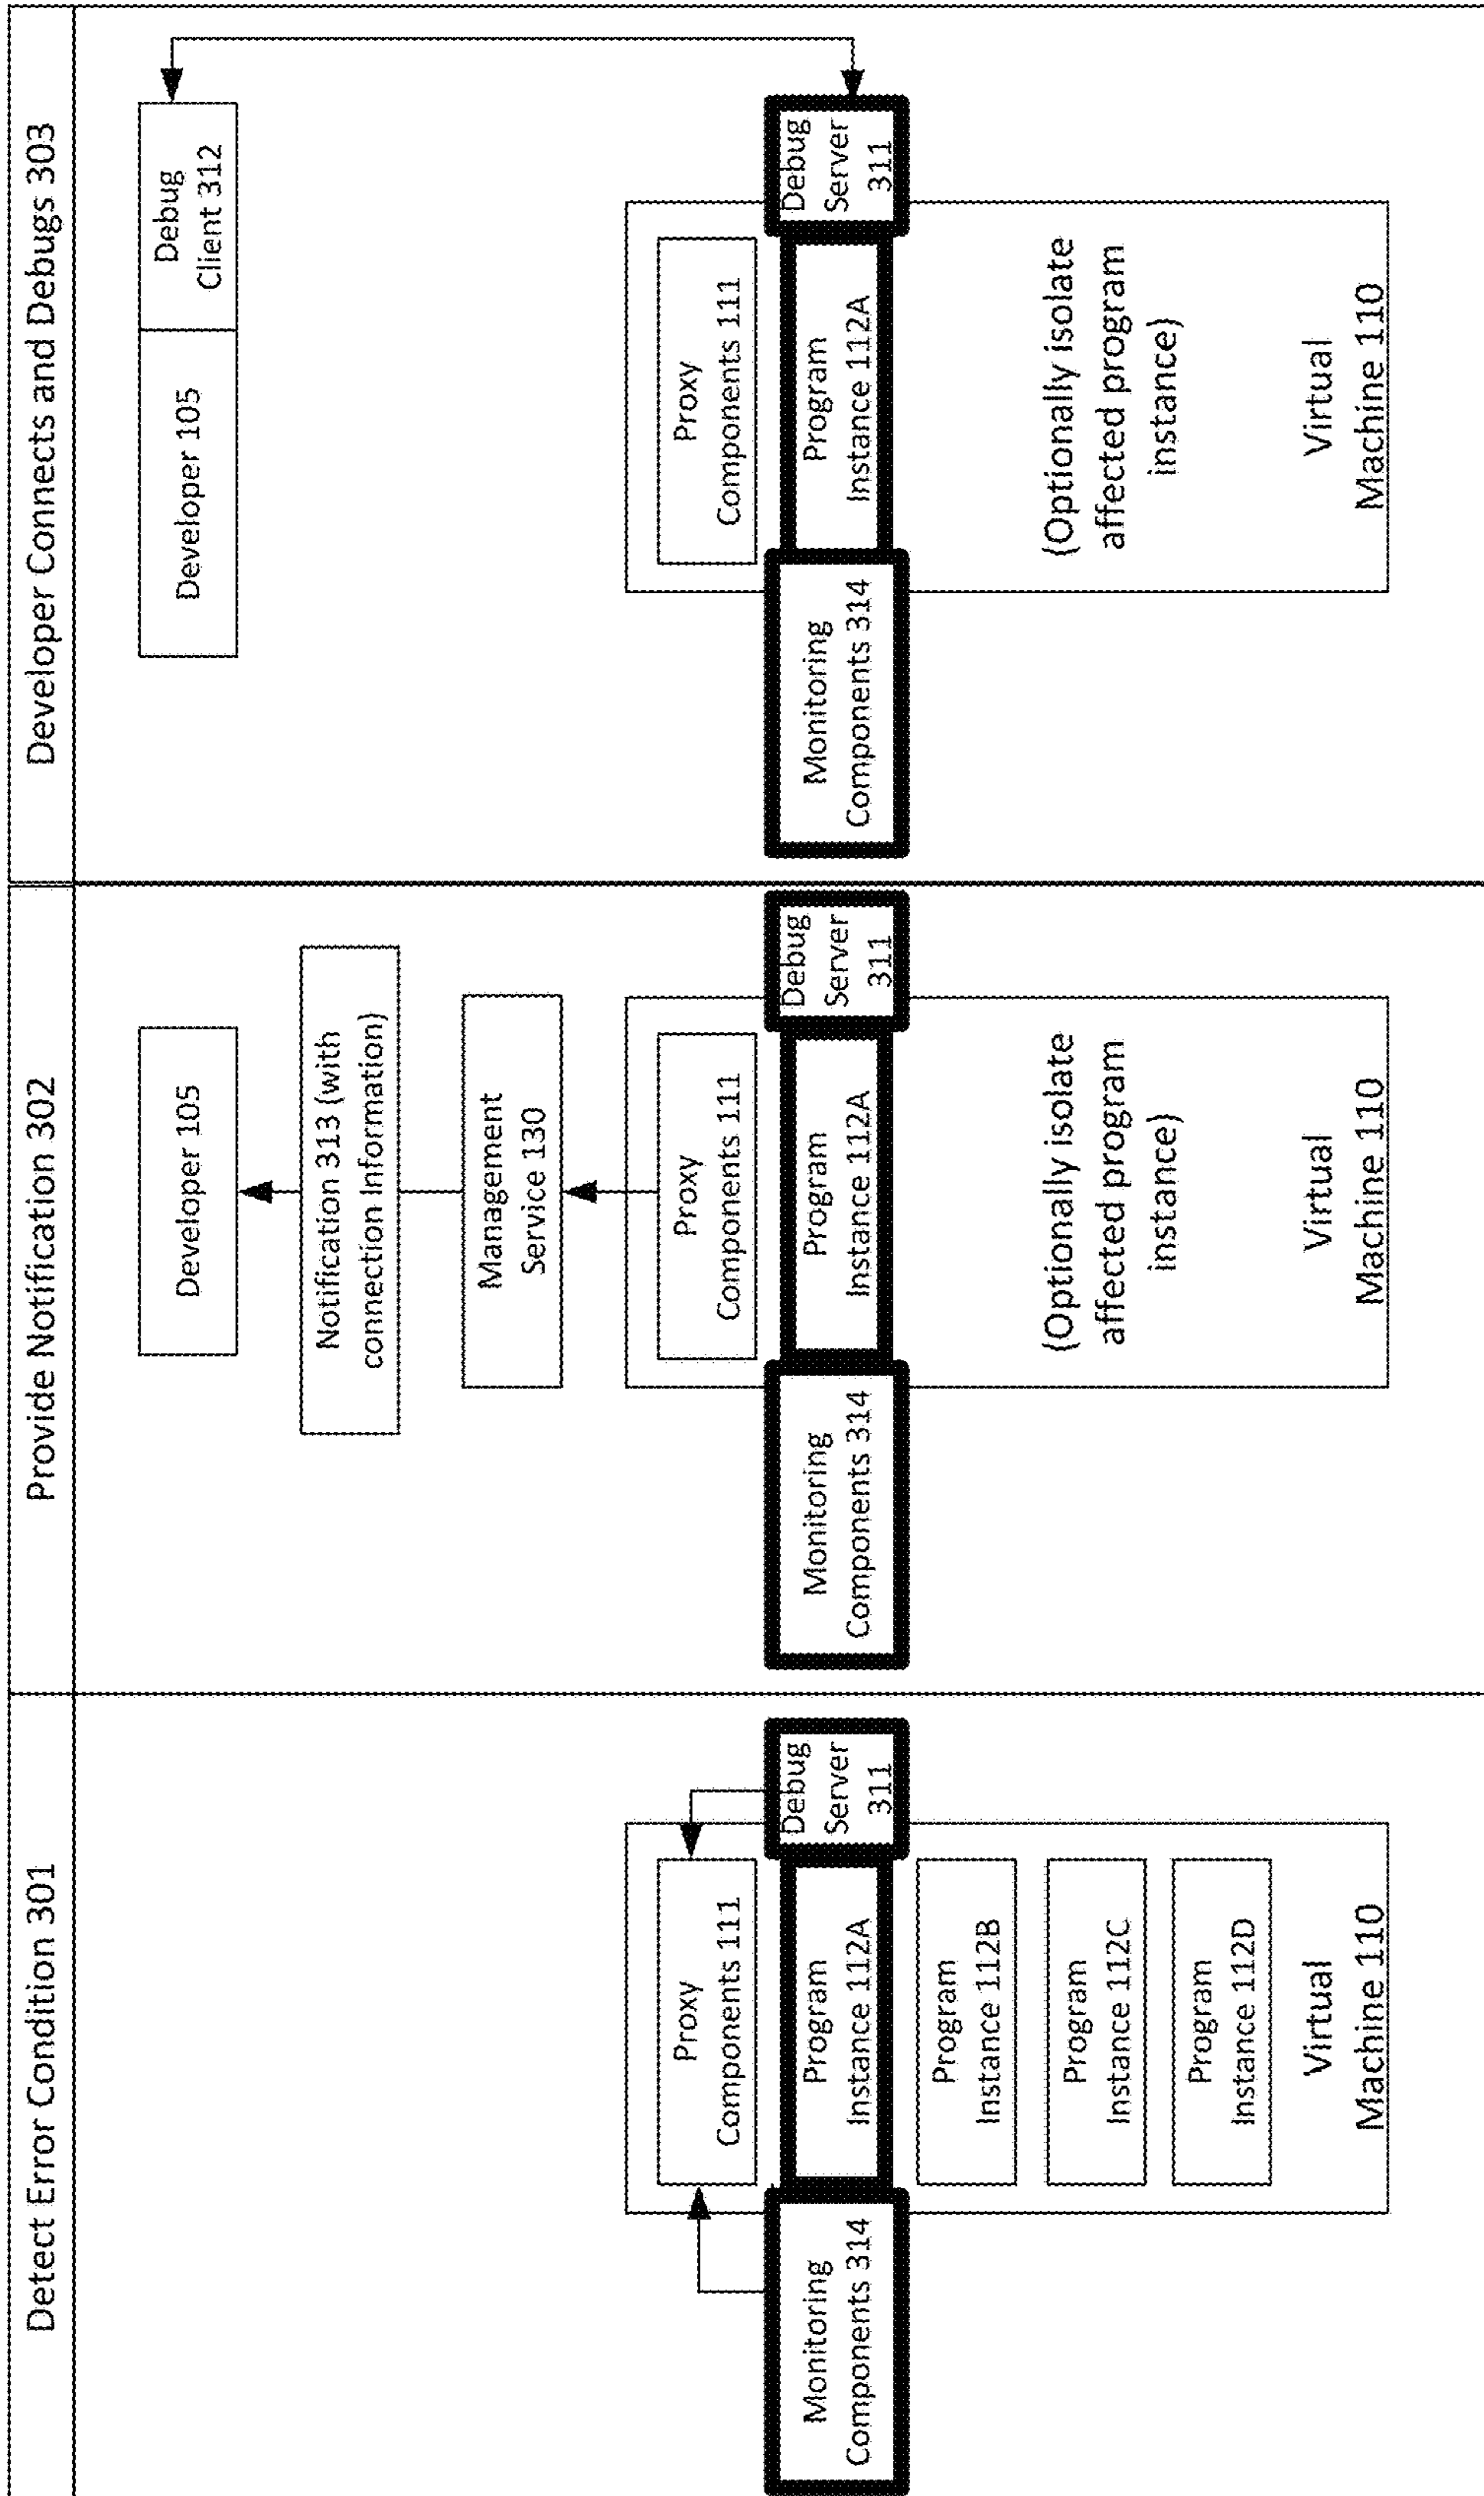 Detect Error Condition 301
Proxy
Components 111
Monitoring
Components 314
Program
Instance 112A
Debug
Server
311
Program
Instance 112B
Program
Instance 112C
Program
Instance 112D
Virtual
Machine 110
Provide Notification 302
Developer 105
Notification 313 (with
connection information)
Management
Service 130
Proxy
Components 111
Monitoring
Components 314
Program
Instance 112A
Debug
Server
311
(Optionally isolate
affected program
instance)
Virtual
Machine 110
Developer Connects and Debugs 303
Developer 105
Debug
Client 312
Proxy
Components 111
Monitoring
Components 314
Program
Instance 112A
Debug
Server
311
(Optionally isolate
affected program
instance)
Virtual
Machine 110